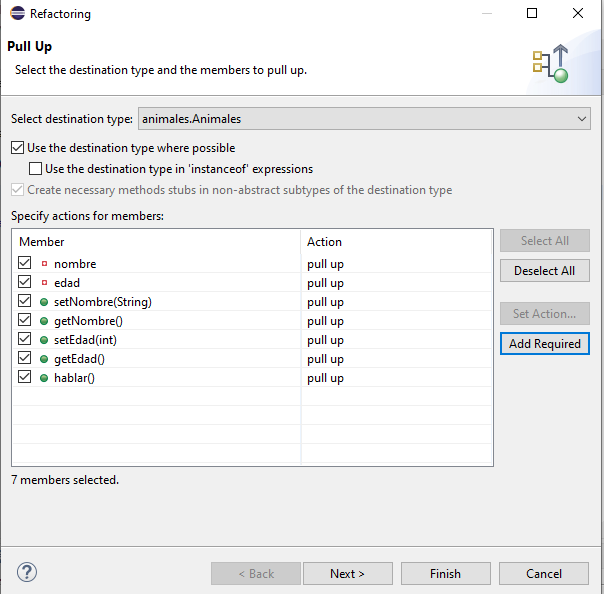 Refactoring
Pull Up
Select the destination type and the members to pull up.
Select destination type: animales.Animales
Use the destination type where possible
Use the destination type in 'instanceof' expressions
Create necessary methods stubs in non-abstract subtypes of the destination type
Specify actions for members:
Member Action
nombre pull up
edad pull up
setNombre(String) pull up
getNombre() pull up
setEdad(int) pull up
getEdad() pull up
hablar() pull up
Select All
Deselect All
Set Action...
Add Required
7 members selected.
? < Back Next > Finish Cancel